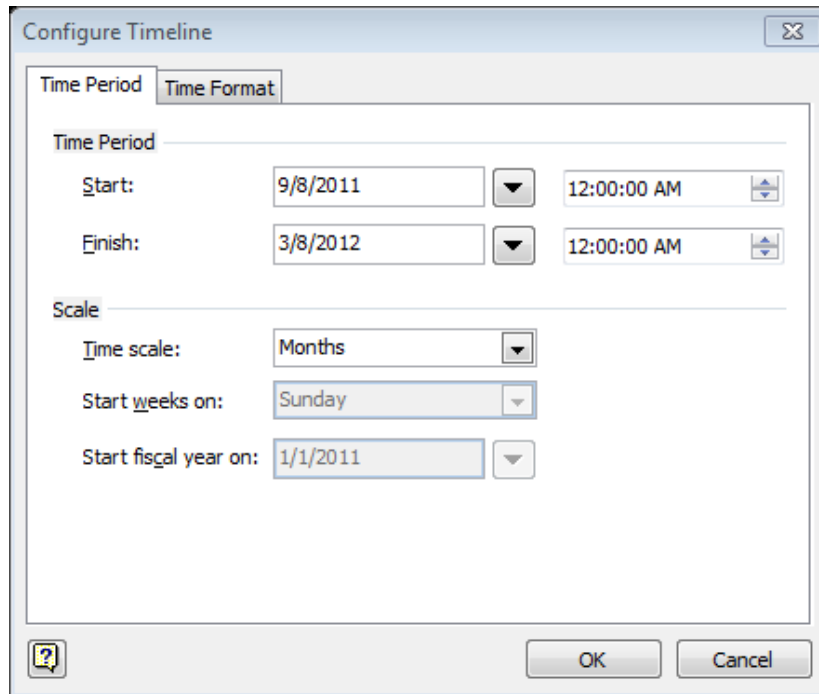 Configure Timeline
Time Period Time Format
Time Period
Start: 9/8/2011 12:00:00 AM
Finish: 3/8/2012 12:00:00 AM
Scale
Time scale: Months
Start weeks on: Sunday
Start fiscal year on: 1/1/2011
? OK Cancel